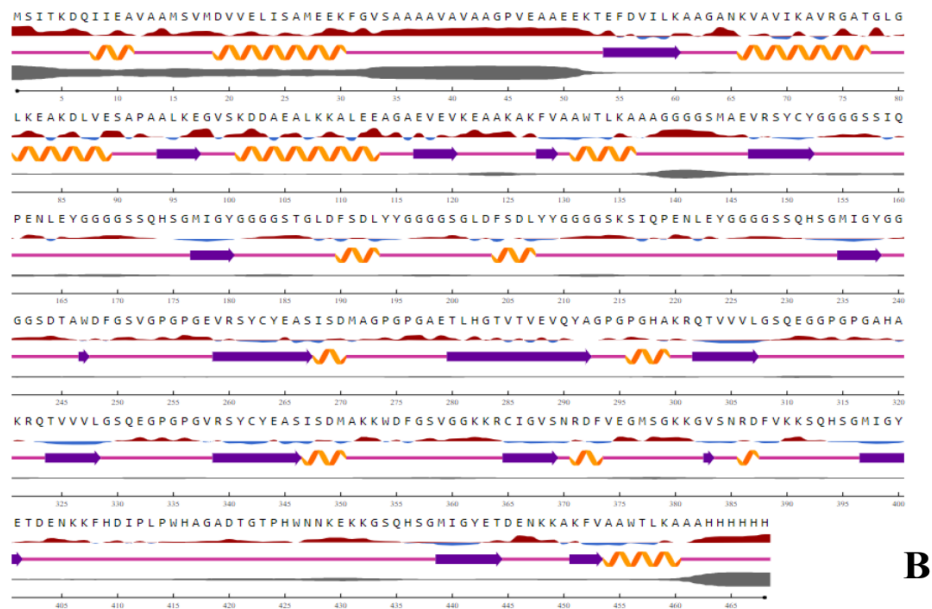 MSITKDQIIEAVAAMSVMDVVELISAMEEKFGVSAAAAVAVAAGPVEAAEEKTEFDVILKAAGANKVAVIKAVRGATGLG
5 10 15 20 25 30 35 40 45 50 55 60 65 70 75 80
LKEAKDLVESAPAALKEGVSKDDAEALKKALEEAGAEVEVKEAAKAKFVAAWTLKAAAGGGGSMAEVRSYCYGGGGSSIQ
85 90 95 100 105 110 115 120 125 130 135 140 145 150 155 160
PENLEYGGGGSSQHSGMIGYGGGGSTGLDFSDLYYGGGGSGLDFSDLYYGGGGSKSIQPENLEYGGGGSSQHSGMIGYGG
165 170 175 180 185 190 195 200 205 210 215 220 225 230 235 240
GGSDTAWDFGSVGPGPGEVRSYCYEASISDMAGPGPGAETLHGTVTVEVQYAGPGPGHAKRQTVVVLGSQEGGPGPGAHA
245 250 255 260 265 270 275 280 285 290 295 300 305 310 315 320
KRQTVVVLGSQEGPGPGVRSYCYEASISDMAKKWDFGSVGGKKRCIGVSNRDFVEGMSGKKGVSNRDFVKKSQHSGMIGY
325 330 335 340 345 350 355 360 365 370 375 380 385 390 395 400
ETDENKKFHDIPLPWHAGADTGTPHWNNKEKKGSQHSGMIGYETDENKKAKFVAAWTLKAAAHHHHHH
405 410 415 420 425 430 435 440 445 450 455 460 465
B